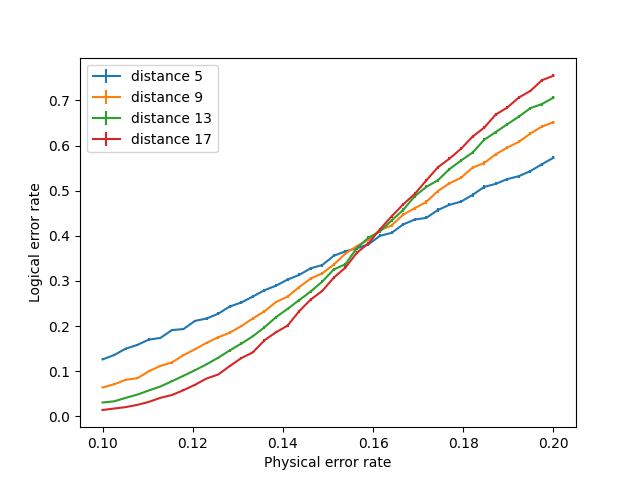 distance 5
distance 9
distance 13
distance 17
Logical error rate
0.7
0.6
0.5
0.4
0.3
0.2
0.1
0.0
0.10 0.12 0.14 0.16 0.18 0.20
Physical error rate